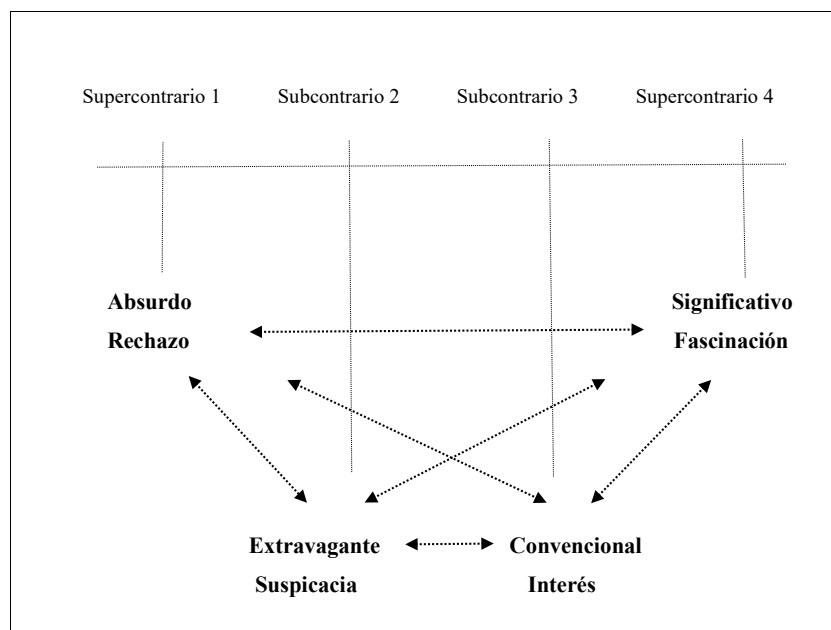 Supercontrario 1 Subcontrario 2 Subcontrario 3 Supercontrario 4
Absurdo Significativo
Rechazo Fascinación
Extravagante Convencional
Suspicacia Interés